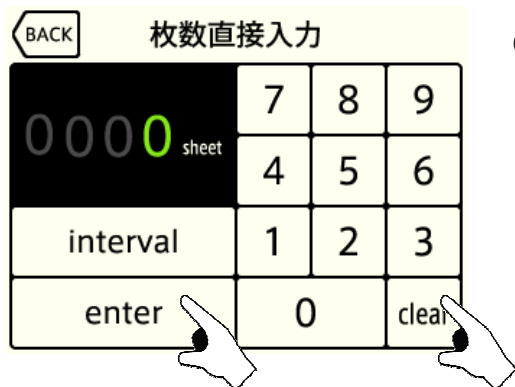 BACK 枚数直接入力
7 8 9
0000 sheet
4 5 6
interval 1 2 3
enter 0 clear